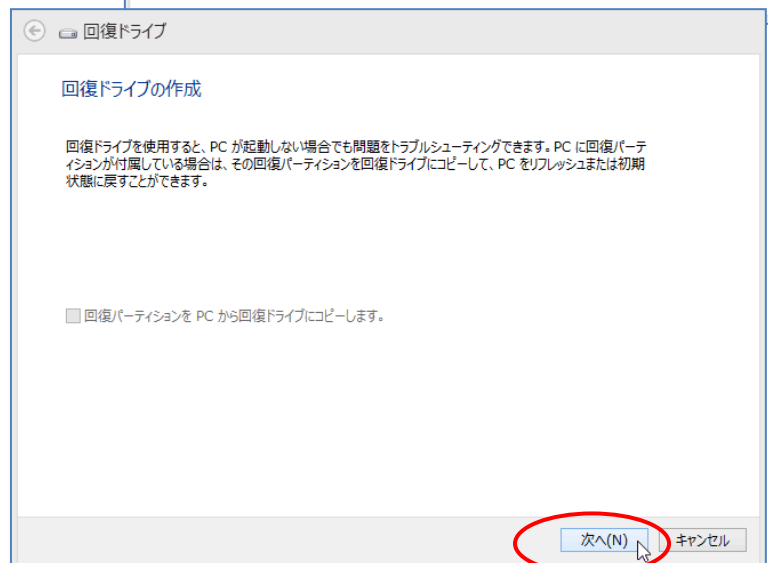 回復ドライブ
回復ドライブの作成
回復ドライブを使用すると、PC が起動しない場合でも問題をトラブルシューティングできます。PC に回復パーテ
ィションが付属している場合は、その回復パーティションを回復ドライブにコピーして、PC をリフレッシュまたは初期
状態に戻すことができます。
回復パーティションを PC から回復ドライブにコピーします。
次へ(N) キャンセル